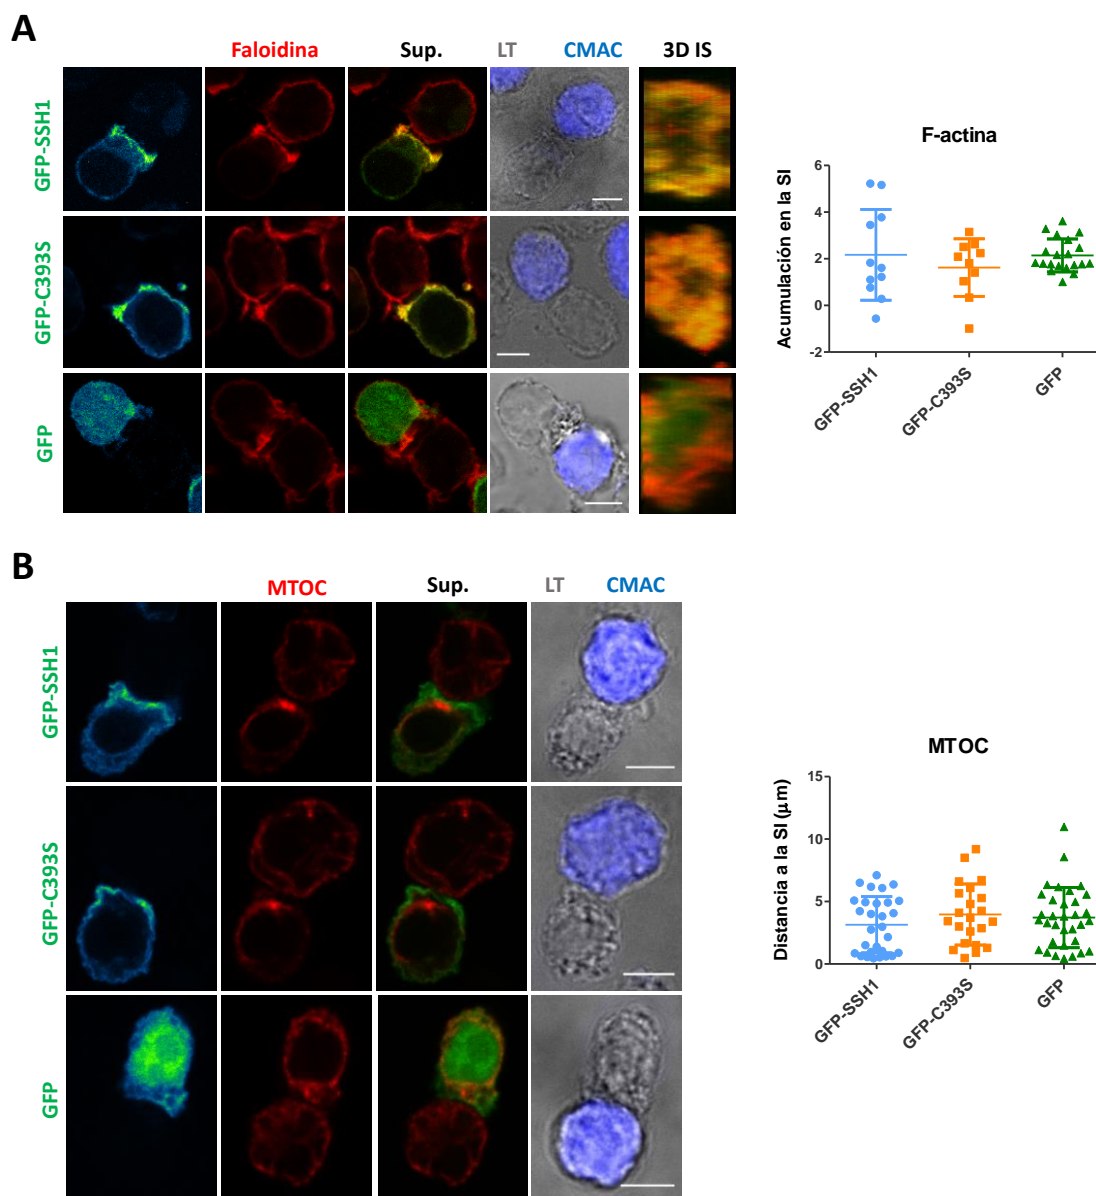 A
Faloidina Sup. LT CMAC 3D IS
GFP-SSH1
GFP-C393S
GFP
F-actina
Acumulación en la SI
6
4
2
0
-2
GFP-SSH1
GFP-C393S
GFP
B
MTOC Sup. LT CMAC
GFP-SSH1
GFP-C393S
GFP
MTOC
Distancia a la SI (μm)
15
10
5
0
GFP-SSH1
GFP-C393S
GFP